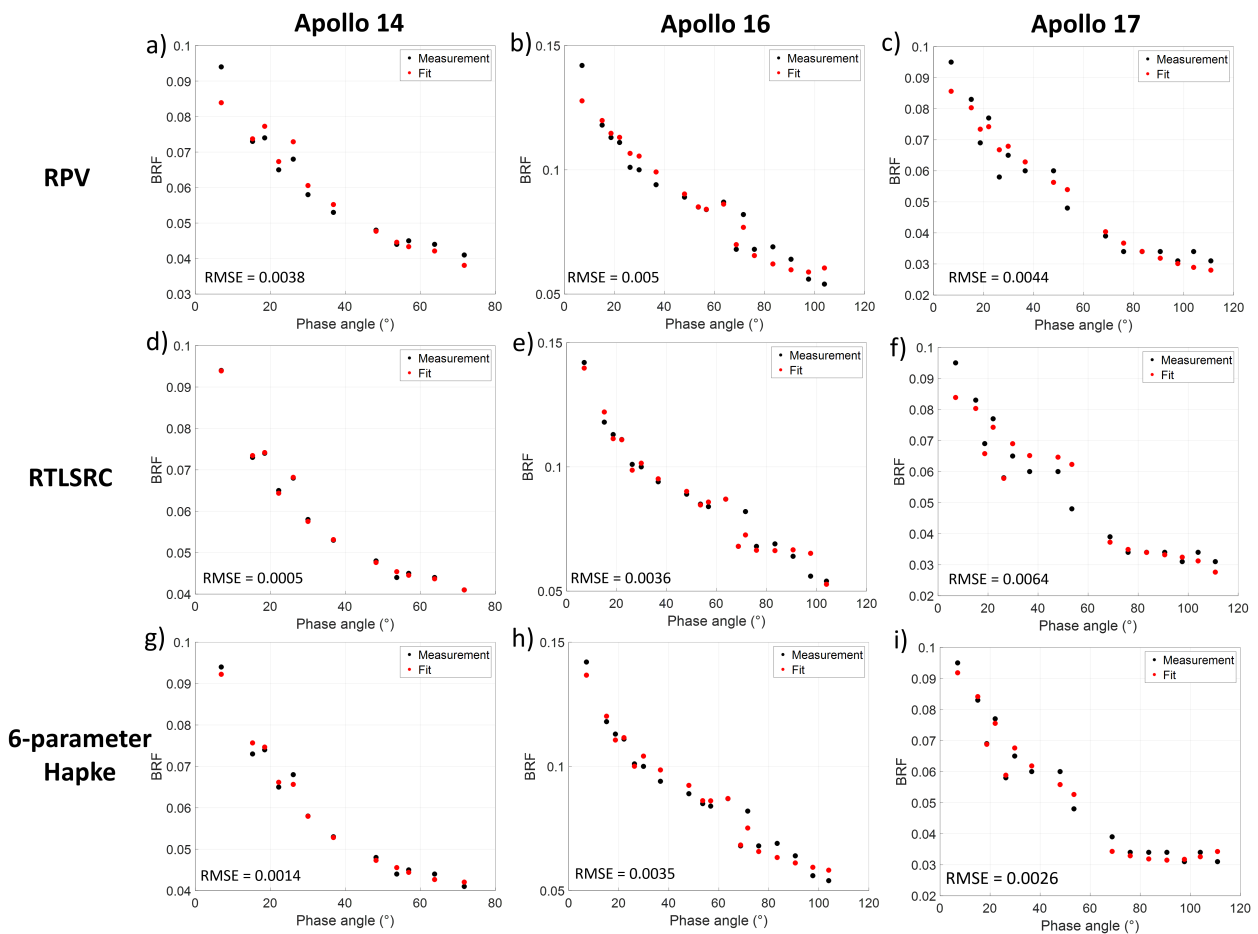 Apollo 14 Apollo 16 Apollo 17
RPV
a)
0.1
0.09
0.08
0.07
0.06
0.05
0.04
0.03
BRF
Measurement
Fit
RMSE = 0.0038
0 20 40 60 80
Phase angle (°)
b)
0.15
0.1
0.05
BRF
Measurement
Fit
RMSE = 0.005
0 20 40 60 80 100 120
Phase angle (°)
c)
0.1
0.09
0.08
0.07
0.06
0.05
0.04
0.03
0.02
BRF
Measurement
Fit
RMSE = 0.0044
0 20 40 60 80 100 120
Phase angle (°)
RTLSRC
d)
0.1
0.09
0.08
0.07
0.06
0.05
0.04
BRF
Measurement
Fit
RMSE = 0.0005
0 20 40 60 80
Phase angle (°)
e)
0.15
0.1
0.05
BRF
Measurement
Fit
RMSE = 0.0036
0 20 40 60 80 100 120
Phase angle (°)
f)
0.1
0.09
0.08
0.07
0.06
0.05
0.04
0.03
0.02
BRF
Measurement
Fit
RMSE = 0.0064
0 20 40 60 80 100 120
Phase angle (°)
6-parameter
Hapke
g)
0.1
0.09
0.08
0.07
0.06
0.05
0.04
BRF
Measurement
Fit
RMSE = 0.0014
0 20 40 60 80
Phase angle (°)
h)
0.15
0.1
0.05
BRF
Measurement
Fit
RMSE = 0.0035
0 20 40 60 80 100 120
Phase angle (°)
i)
0.1
0.09
0.08
0.07
0.06
0.05
0.04
0.03
0.02
BRF
Measurement
Fit
RMSE = 0.0026
0 20 40 60 80 100 120
Phase angle (°)